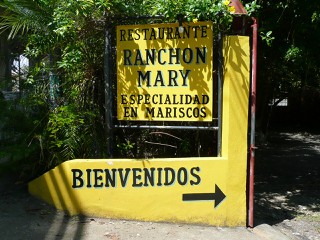 RESTAURANTE
RANCHON
MARY
ESPECIALIDAD
EN MARISCOS
BIENVENIDOS